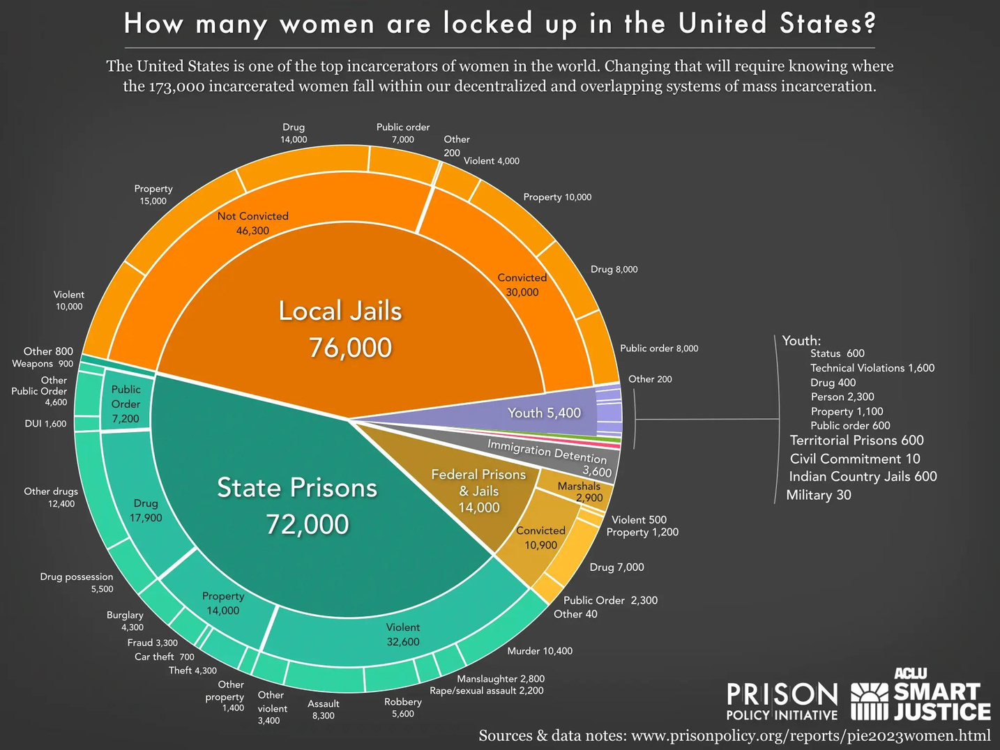 How many women are locked up in the United States?
The United States is one of the top incarcerators of women in the world. Changing that will require knowing where
the 173,000 incarcerated women fall within our decentralized and overlapping systems of mass incarceration.
Drug
14,000
Public order
7,000
Other
200
Violent 4,000
Property
15,000
Property 10,000
Not Convicted
46,300
Drug 8,000
Convicted
30,000
Violent
10,000
Local Jails
76,000
Public order 8,000
Other 200
Other 800
Weapons 900
Other
Public Order
4,600
DUI 1,600
Public
Order
7,200
Youth 5,400
Youth:
Status 600
Technical Violations 1,600
Drug 400
Person 2,300
Property 1,100
Public order 600
Territorial Prisons 600
Civil Commitment 10
Indian Country Jails 600
Military 30
Immigration Detention
3,600
Federal Prisons
& Jails
14,000
Marshals
2,900
Convicted
10,900
Violent 500
Property 1,200
Drug 7,000
Public Order 2,300
Other 40
State Prisons
72,000
Other drugs
12,400
Drug
17,900
Drug possession
5,500
Property
14,000
Burglary
4,300
Fraud 3,300
Car theft 700
Theft 4,300
Other
property
1,400
Violent
32,600
Other
violent
3,400
Assault
8,300
Robbery
5,600
Rape/sexual assault 2,200
Manslaughter 2,800
Murder 10,400
PRISON
POLICY INITIATIVE
ACLU
SMART
JUSTICE
Sources & data notes: www.prisonpolicy.org/reports/pie2023women.html